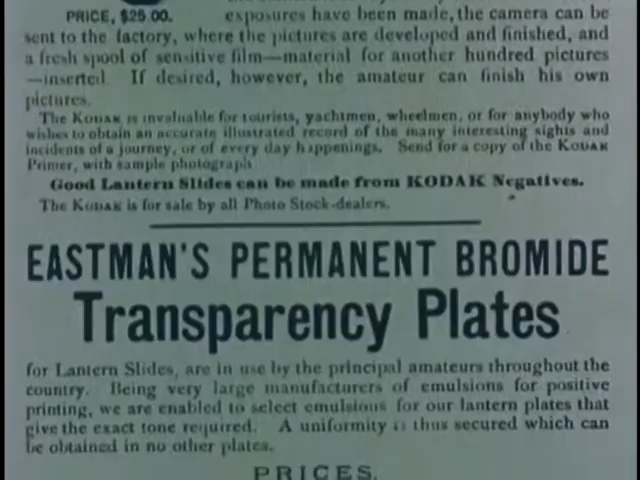 PRICE, $25.00. exposures have been made, the camera can be
sent to the factory, where the pictures are developed and finished, and
a fresh spool of sensitive film—material for another hundred pictures
—inserted. If desired, however, the amateur can finish his own
pictures.
The KODAK is invaluable for tourists, yachtmen, wheelmen, or for anybody who
wishes to obtain an accurate illustrated record of the many interesting sights and
incidents of a journey, or of every day happenings. Send for a copy of the KODAK
Primer, with sample photograph
Good Lantern Slides can be made from KODAK Negatives.
The KODAK is for sale by all Photo Stock-dealers.
EASTMAN'S PERMANENT BROMIDE
Transparency Plates
for Lantern Slides, are in use by the principal amateurs throughout the
country. Being very large manufacturers of emulsions for positive
printing, we are enabled to select emulsions for our lantern plates that
give the exact tone required. A uniformity is thus secured which can
be obtained in no other plates.
PRICES.